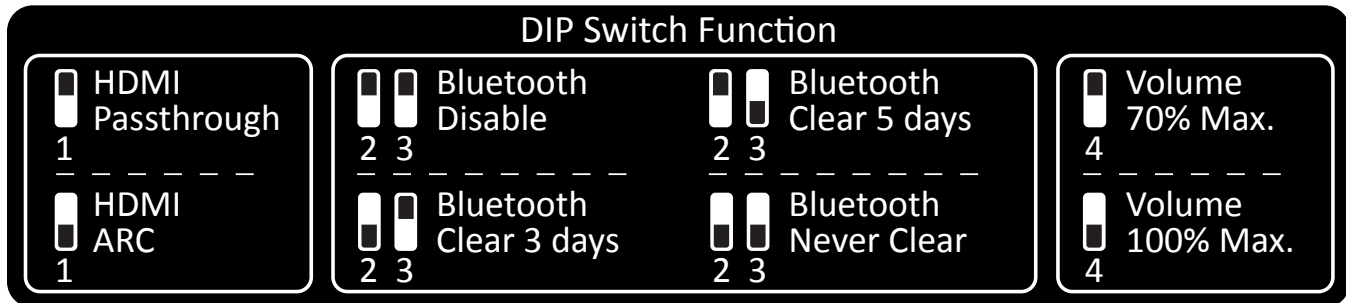 DIP Switch Function
HDMI
Passthrough
1
HDMI
ARC
1
Bluetooth
Disable
2 3
Bluetooth
Clear 3 days
2 3
Bluetooth
Clear 5 days
2 3
Bluetooth
Never Clear
2 3
Volume
70% Max.
4
Volume
100% Max.
4